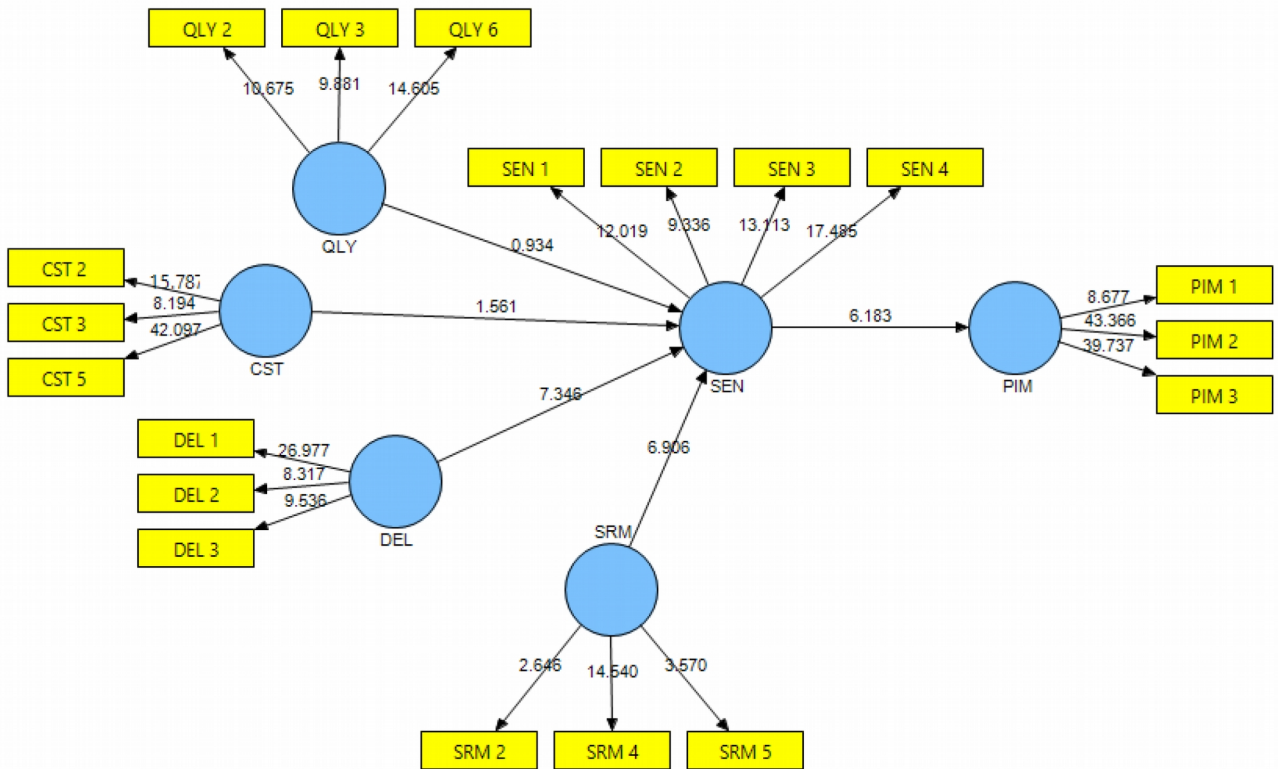 QLY 2
QLY 3
QLY 6
10.675
9.881
14.605
QLY
SEN 1
SEN 2
SEN 3
SEN 4
12.019
9.336
13.113
17.485
0.934
CST 2
CST 3
CST 5
15.787
8.194
42.097
CST
1.561
SEN
6.183
PIM
8.677
43.366
39.737
PIM 1
PIM 2
PIM 3
DEL 1
DEL 2
DEL 3
26.977
8.317
9.536
DEL
7.346
6.906
SRM
2.646
14.540
3.570
SRM 2
SRM 4
SRM 5